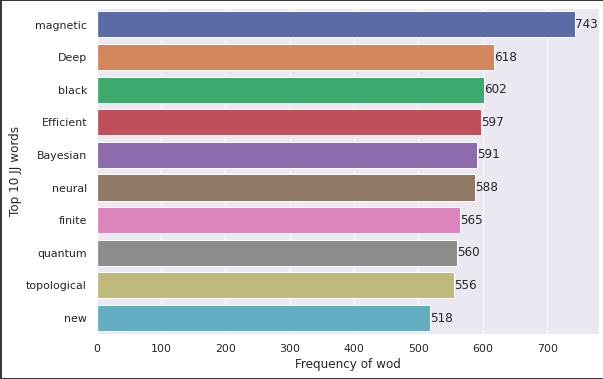 magnetic 743
Deep 618
black 602
Efficient 597
Bayesian 591
neural 588
finite 565
quantum 560
topological 556
new 518
0 100 200 300 400 500 600 700
Frequency of wod
Top 10 JJ words